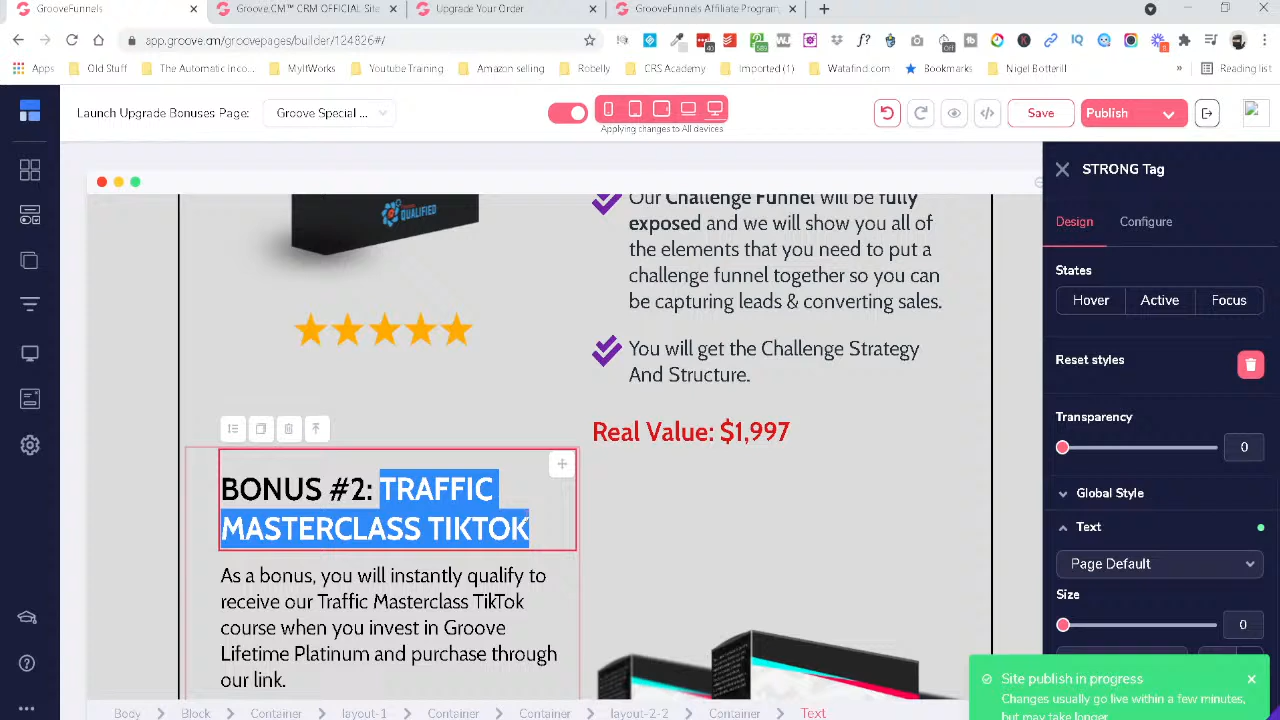 GrooveFunnels
Groove.CM™ CRM OFFICIAL Site
Upgrade Your Order
GrooveFunnels Affiliate Program,
app.groove.cm/groovepages/builder/124826#/
Apps
Old Stuff
The Automate Inco...
MyWorks
Youtube Training
Amazon selling
Robelly
CRS Academy
Imported (1)
Watafind.com
Bookmarks
Nigel Botterill
»
Reading list
Launch Upgrade Bonuses Page:
Groove Special ...
Applying changes to All devices
Save
Publish
STRONG Tag
Design
Configure
States
Hover
Active
Focus
Reset styles
Transparency
0
Global Style
Text
Page Default
Size
0
QUALIFIED
Our Challenge Funnel will be fully
exposed and we will show you all of
the elements that you need to put a
challenge funnel together so you can
be capturing leads & converting sales.
You will get the Challenge Strategy
And Structure.
Real Value: $1,997
BONUS #2: TRAFFIC
MASTERCLASS TIKTOK
As a bonus, you will instantly qualify to
receive our Traffic Masterclass TikTok
course when you invest in Groove
Lifetime Platinum and purchase through
our link.
Site publish in progress
Changes usually go live within a few minutes,
but may take longer
Body
Block
Container
Container
Container
layout-2-2
Container
Text